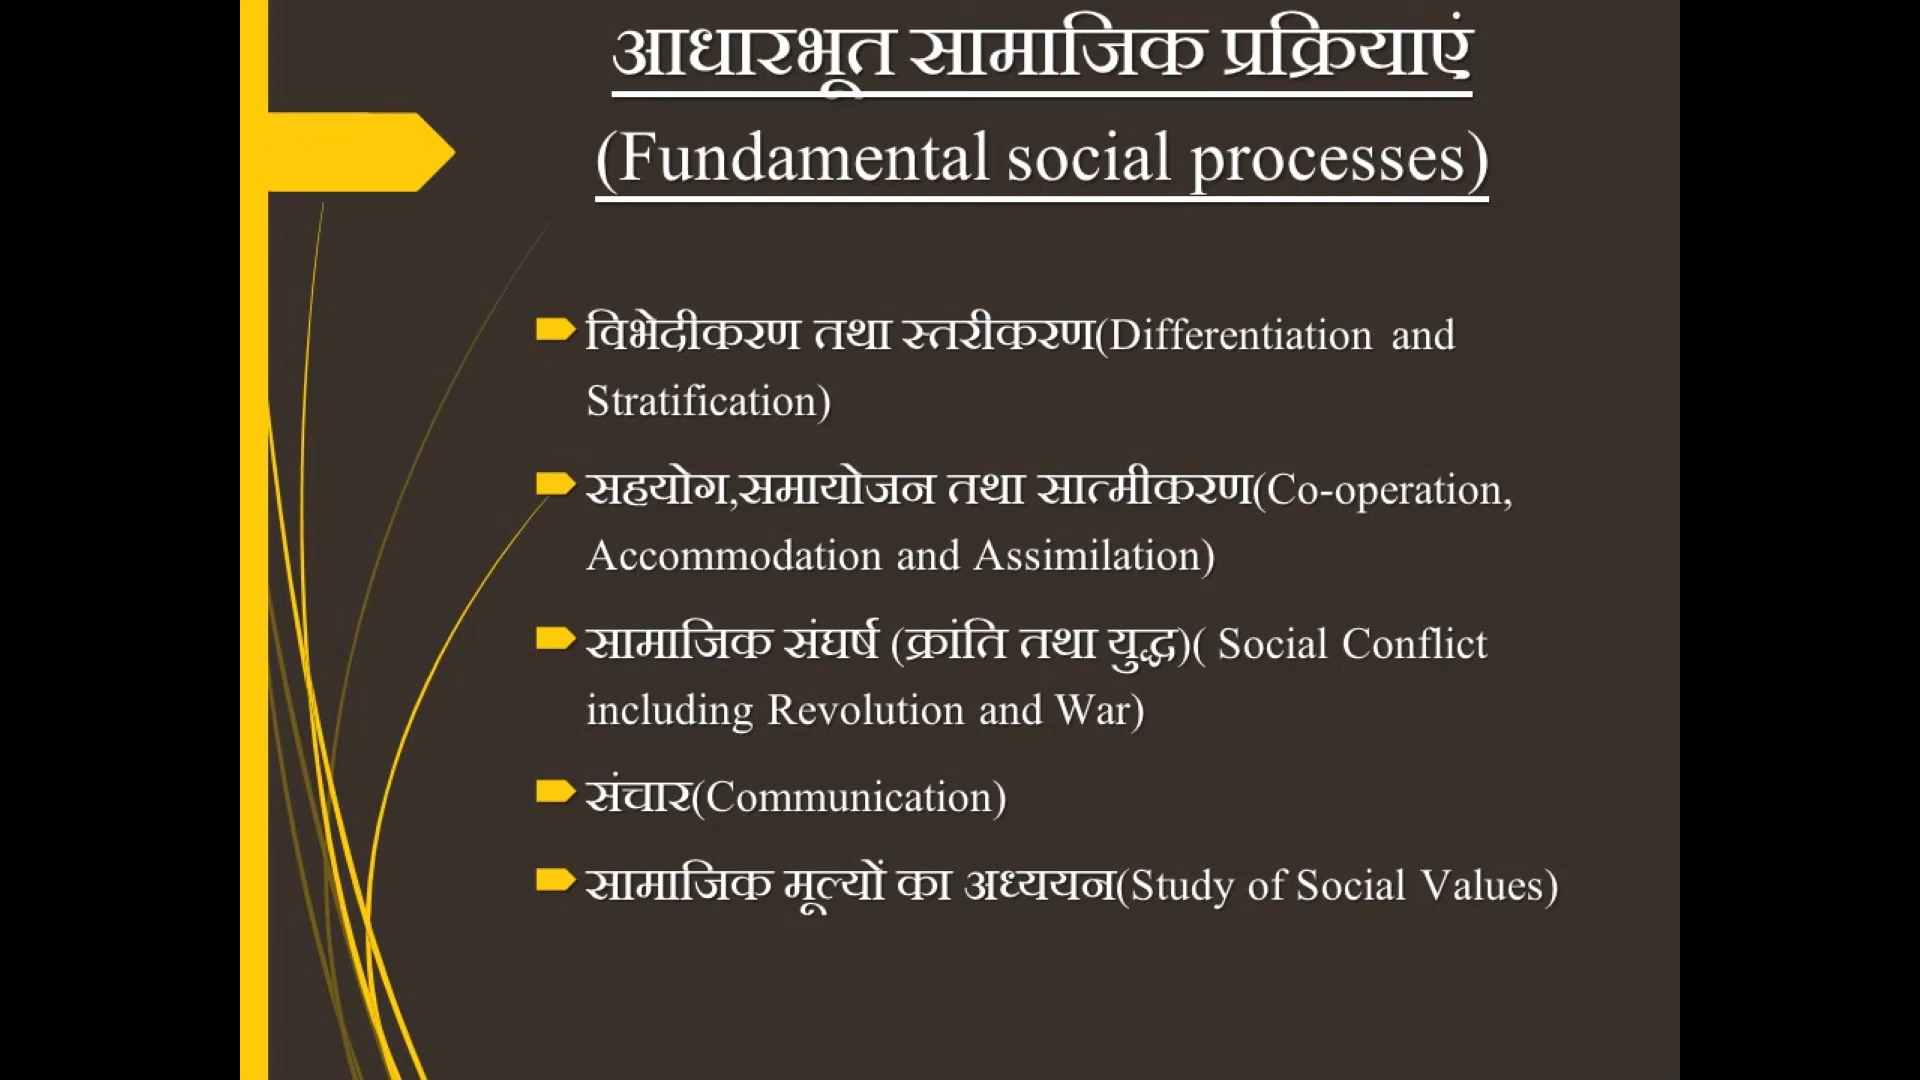 आधारभूत सामाजिक प्रक्रियाएं
(Fundamental social processes)
विभेदीकरण तथा स्तरीकरण(Differentiation and
Stratification)
सहयोग,समायोजन तथा सात्मीकरण(Co-operation,
Accommodation and Assimilation)
सामाजिक संघर्ष (क्रांति तथा युद्ध)( Social Conflict
including Revolution and War)
संचार(Communication)
सामाजिक मूल्यों का अध्ययन(Study of Social Values)